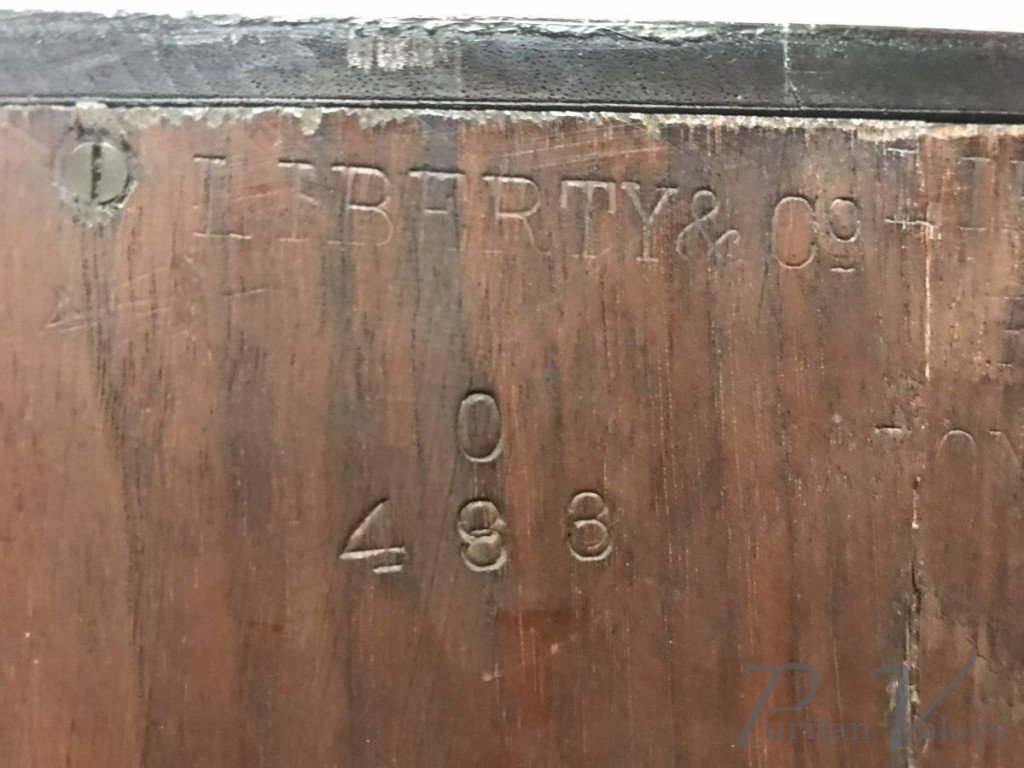 LIBERTY & Cº
0
488
Puritan Values